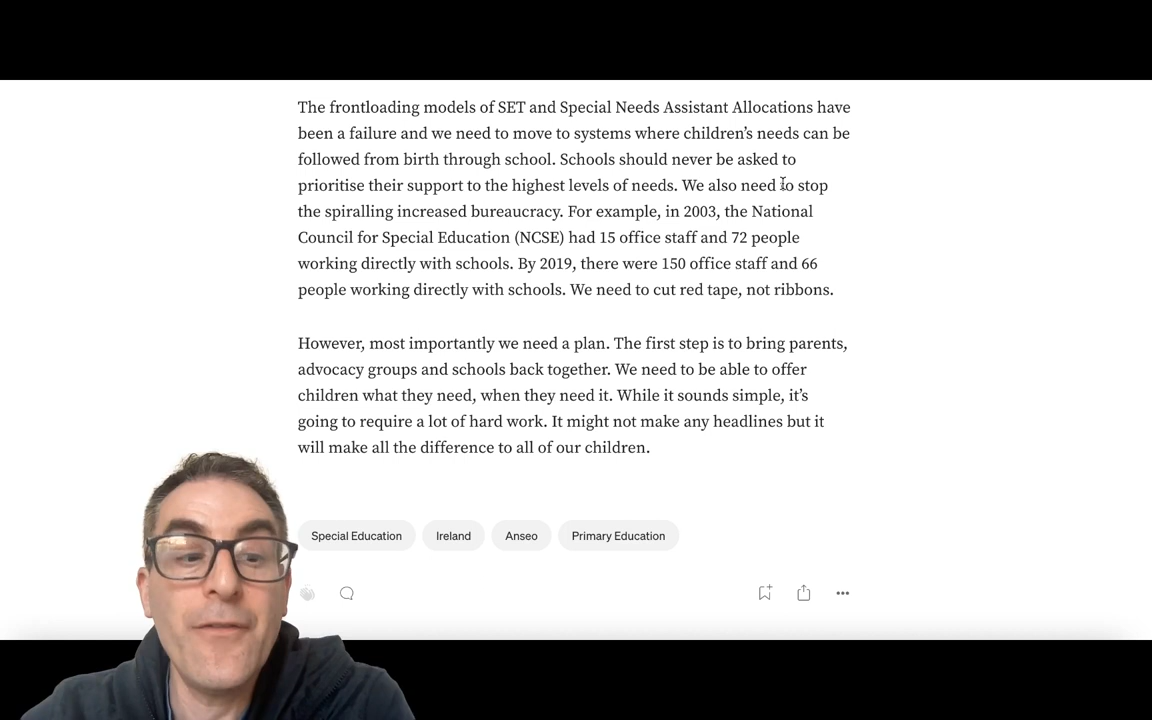 The frontloading models of SET and Special Needs Assistant Allocations have
been a failure and we need to move to systems where children’s needs can be
followed from birth through school. Schools should never be asked to
prioritise their support to the highest levels of needs. We also need to stop
the spiralling increased bureaucracy. For example, in 2003, the National
Council for Special Education (NCSE) had 15 office staff and 72 people
working directly with schools. By 2019, there were 150 office staff and 66
people working directly with schools. We need to cut red tape, not ribbons.
However, most importantly we need a plan. The first step is to bring parents,
advocacy groups and schools back together. We need to be able to offer
children what they need, when they need it. While it sounds simple, it’s
going to require a lot of hard work. It might not make any headlines but it
will make all the difference to all of our children.
Special Education Ireland Anseo Primary Education